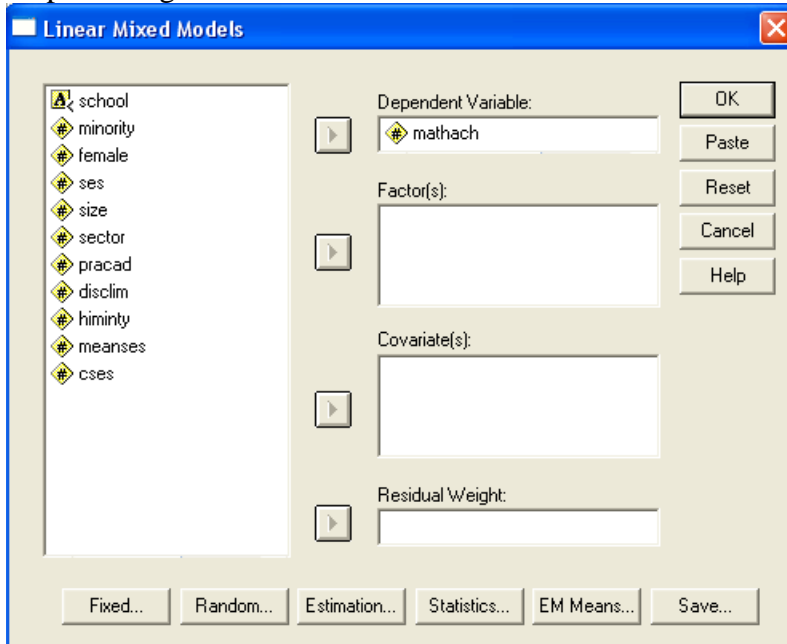 Linear Mixed Models
school
minority
female
ses
size
sector
pracad
disclim
himinty
meanses
cses
Dependent Variable:
mathach
Factor(s):
Covariate(s):
Residual Weight:
OK
Paste
Reset
Cancel
Help
Fixed... Random... Estimation... Statistics... EM Means... Save...